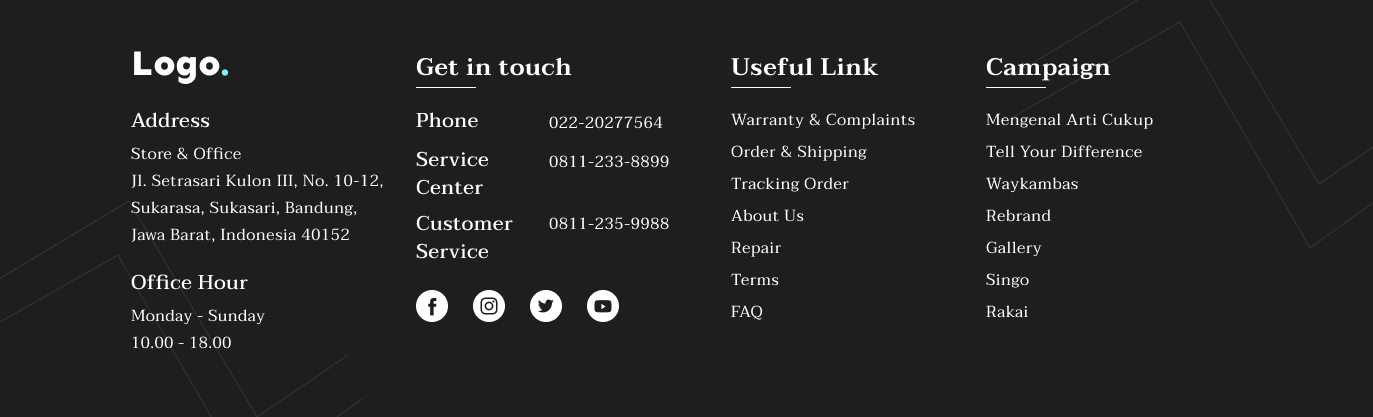 Logo.
Address
Store & Office
Jl. Setrasari Kulon III, No. 10-12,
Sukarasa, Sukasari, Bandung,
Jawa Barat, Indonesia 40152
Office Hour
Monday - Sunday
10.00 - 18.00
Get in touch
Phone 022-20277564
Service 0811-233-8899
Center
Customer 0811-235-9988
Service
Useful Link
Warranty & Complaints
Order & Shipping
Tracking Order
About Us
Repair
Terms
FAQ
Campaign
Mengenal Arti Cukup
Tell Your Difference
Waykambas
Rebrand
Gallery
Singo
Rakai